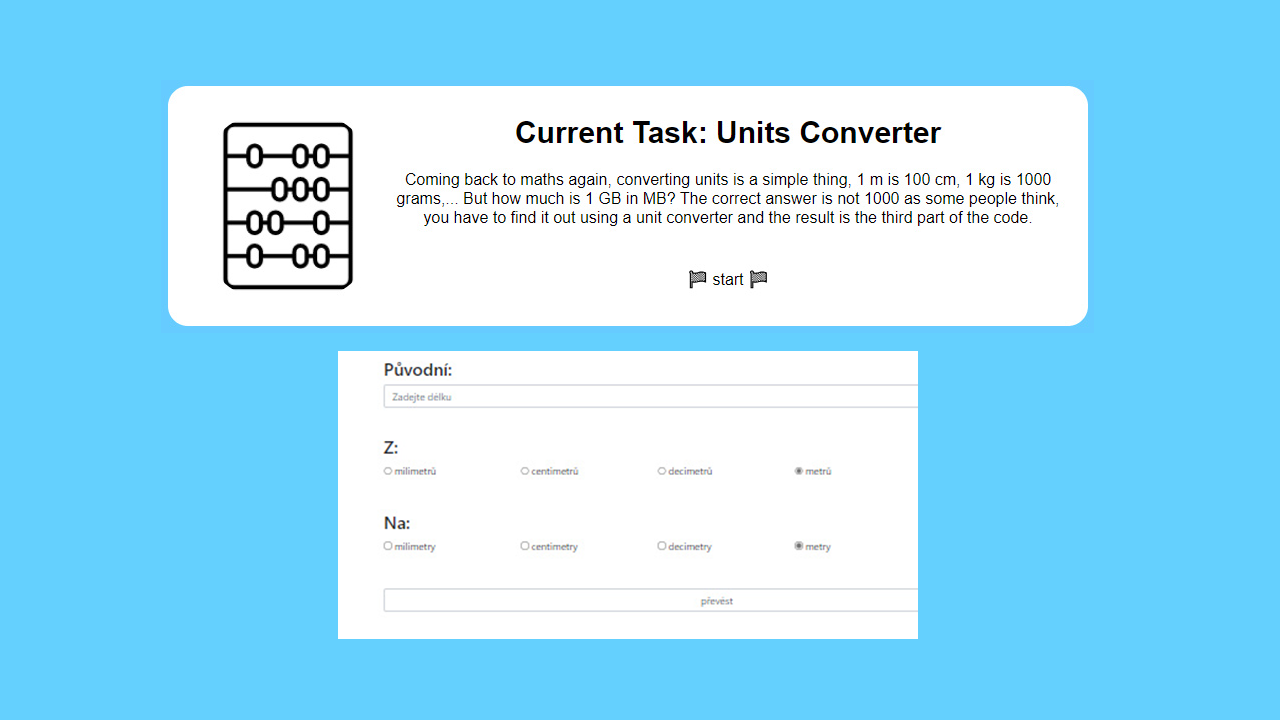 Current Task: Units Converter
Coming back to maths again, converting units is a simple thing, 1 m is 100 cm, 1 kg is 1000
grams,... But how much is 1 GB in MB? The correct answer is not 1000 as some people think,
you have to find it out using a unit converter and the result is the third part of the code.
start
Původní:
Zadejte délku
Z:
milimetrů centimetrů decimetrů metrů
Na:
milimetry centimetry decimetry metry
převést